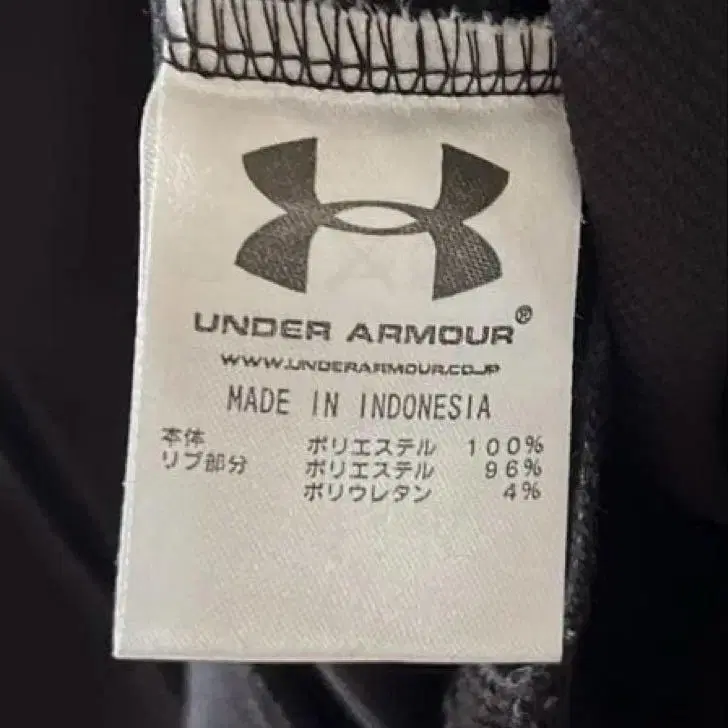 UNDER ARMOUR®
WWW.UNDERARMOUR.CO.JP
MADE IN INDONESIA
本体 ポリエステル 100%
リブ部分 ポリエステル 96%
ポリウレタン 4%